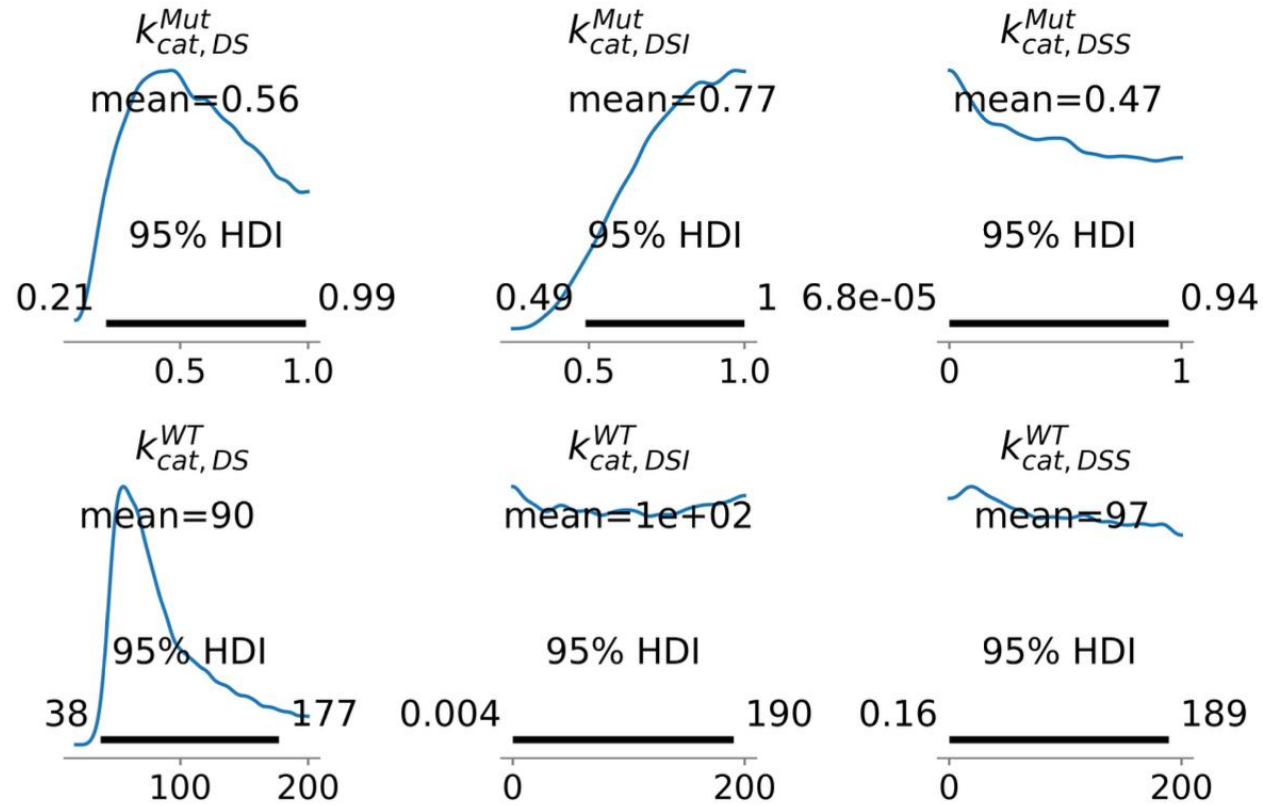 k^{Mut}_{cat, DS} k^{Mut}_{cat, DSI} k^{Mut}_{cat, DSS}
mean=0.56 mean=0.77 mean=0.47
95% HDI 95% HDI 95% HDI
0.21 0.99 0.49 1 6.8e-05 0.94
0.5 1.0 0.5 1.0 0 1
k^{WT}_{cat, DS} k^{WT}_{cat, DSI} k^{WT}_{cat, DSS}
mean=90 mean=1e+02 mean=97
95% HDI 95% HDI 95% HDI
38 177 0.004 190 0.16 189
100 200 0 200 0 200